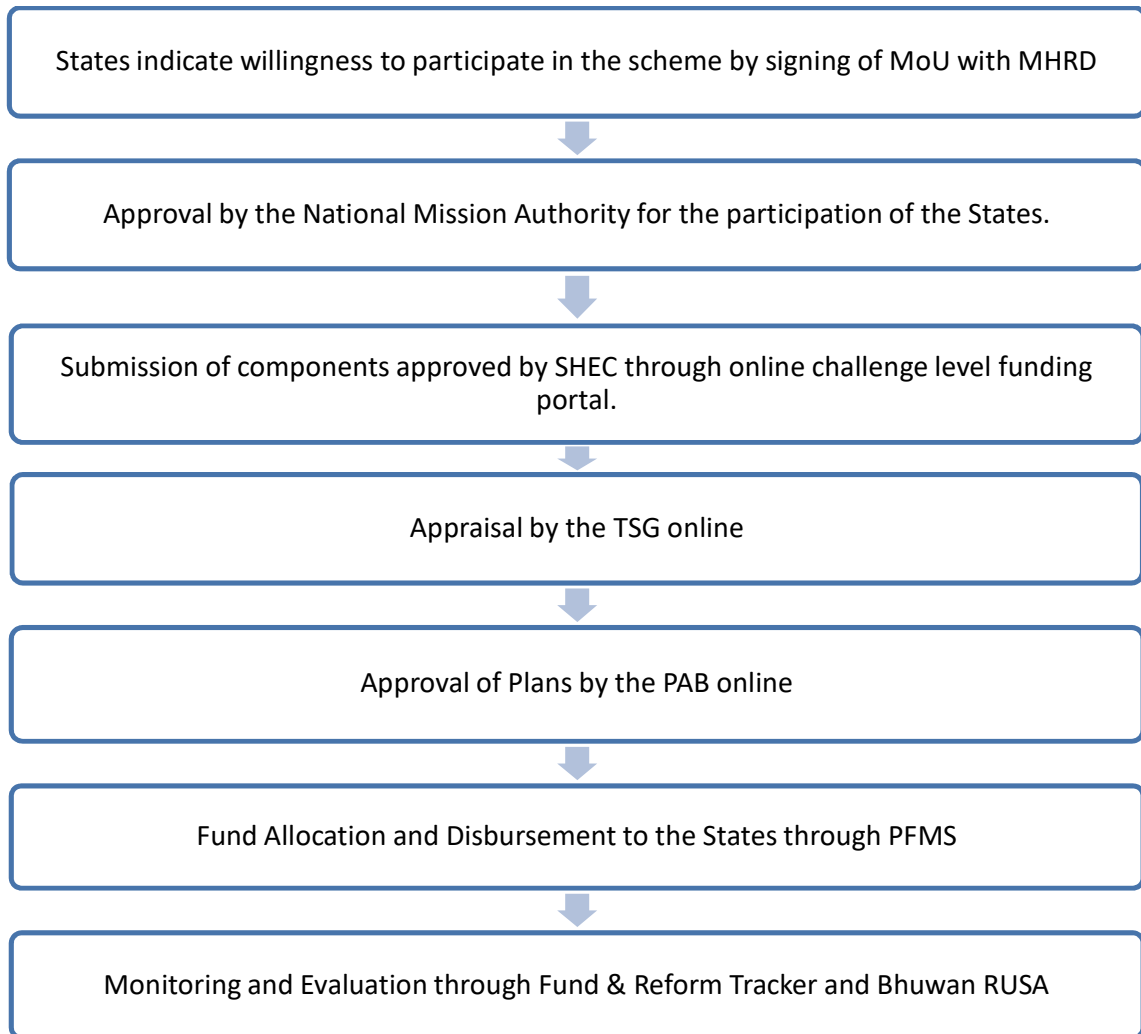 States indicate willingness to participate in the scheme by signing of MoU with MHRD
Approval by the National Mission Authority for the participation of the States.
Submission of components approved by SHEC through online challenge level funding
portal.
Appraisal by the TSG online
Approval of Plans by the PAB online
Fund Allocation and Disbursement to the States through PFMS
Monitoring and Evaluation through Fund & Reform Tracker and Bhuwan RUSA